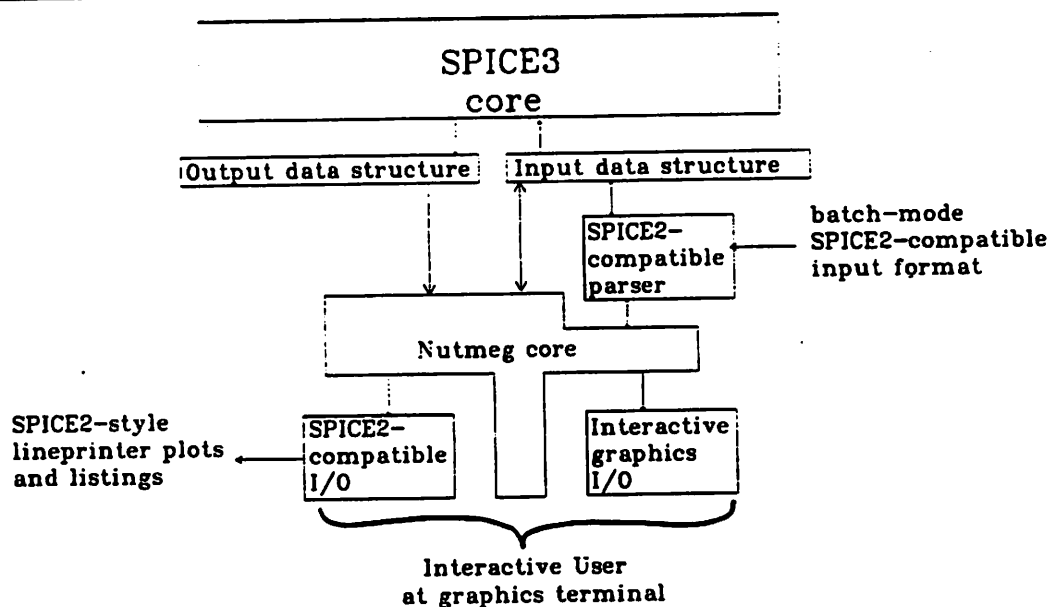 SPICE3
core
Output data structure
Input data structure
SPICE2-
compatible
parser
batch-mode
SPICE2-compatible
input format
Nutmeg core
SPICE2-style
lineprinter plots
and listings
SPICE2-
compatible
I/O
Interactive
graphics
I/O
Interactive User
at graphics terminal